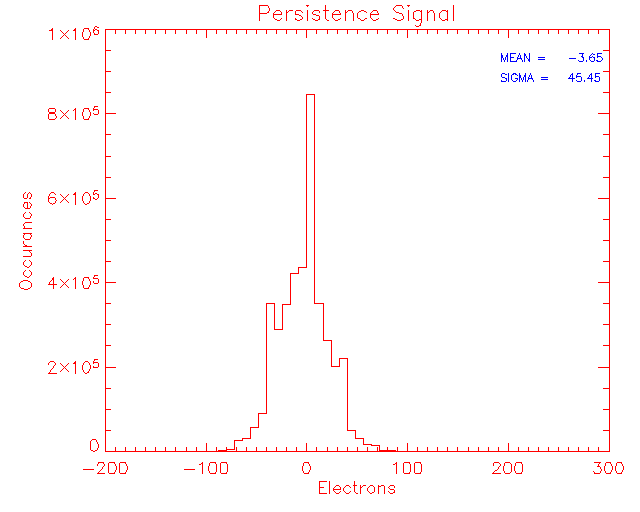 Persistence Signal
MEAN = -3.65
SIGMA = 45.45
1×10⁶
8×10⁵
6×10⁵
4×10⁵
2×10⁵
0
Occurances
-200 -100 0 100 200 300
Electrons